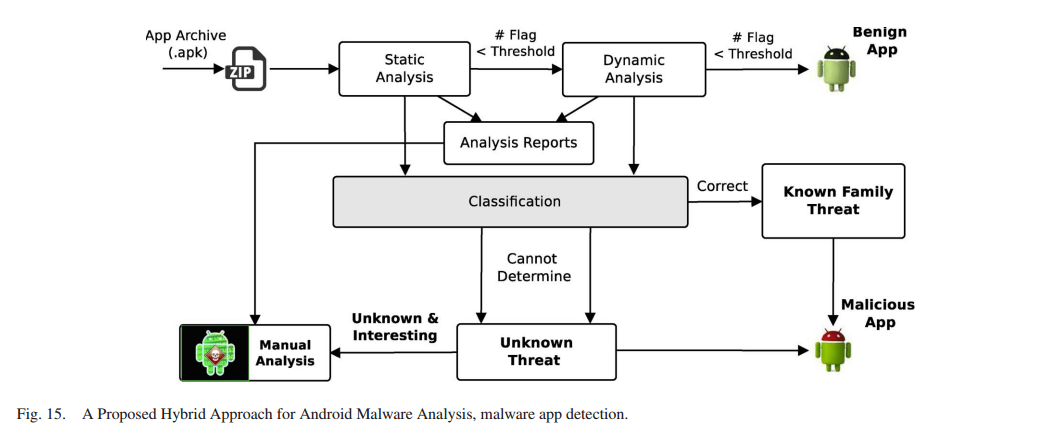 App Archive
(.apk)
ZIP
Static
Analysis
# Flag
< Threshold
Dynamic
Analysis
# Flag
< Threshold
Benign
App
Analysis Reports
Classification
Correct
Known Family
Threat
Cannot
Determine
Malicious
App
Unknown &
Interesting
Manual
Analysis
Unknown
Threat
Fig. 15. A Proposed Hybrid Approach for Android Malware Analysis, malware app detection.